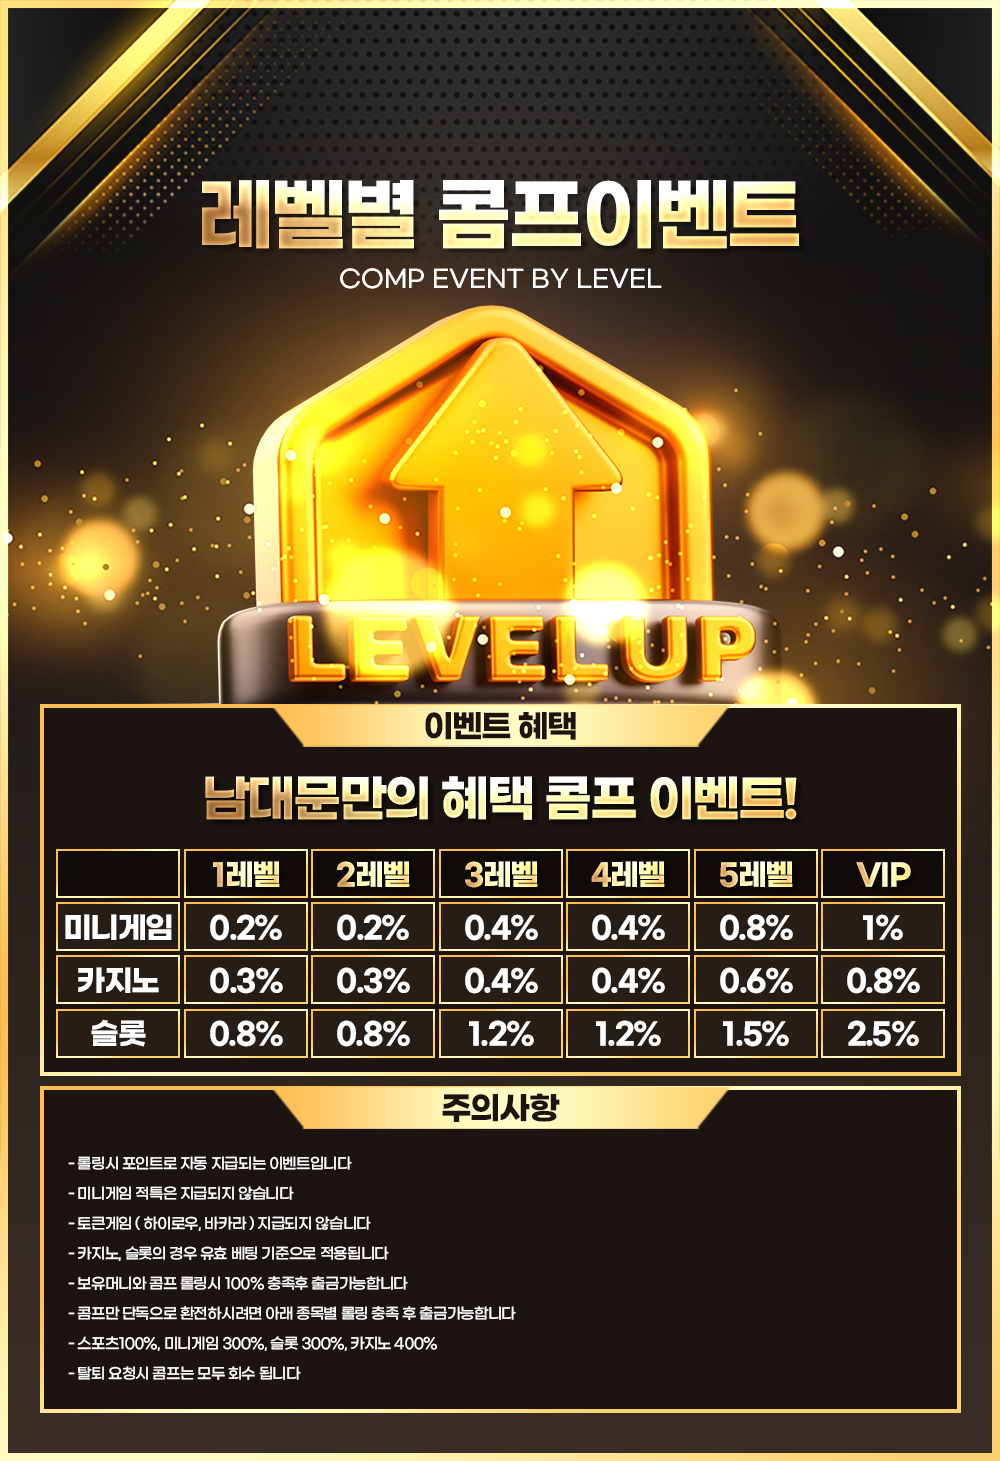 레벨별 콤프이벤트
COMP EVENT BY LEVEL
LEVEL UP
이벤트 혜택
남대문만의 혜택 콤프 이벤트!
1레벨 2레벨 3레벨 4레벨 5레벨 VIP
미니게임 0.2% 0.2% 0.4% 0.4% 0.8% 1%
카지노 0.3% 0.3% 0.4% 0.4% 0.6% 0.8%
슬롯 0.8% 0.8% 1.2% 1.2% 1.5% 2.5%
주의사항
- 롤링시 포인트로 자동 지급되는 이벤트입니다
- 미니게임 적특은 지급되지 않습니다
- 토큰게임 ( 하이로우, 바카라 ) 지급되지 않습니다
- 카지노, 슬롯의 경우 유효 베팅 기준으로 적용됩니다
- 보유머니와 콤프 롤링시 100% 충족후 출금가능합니다
- 콤프만 단독으로 환전하시려면 아래 종목별 롤링 충족 후 출금가능합니다
- 스포츠100%, 미니게임 300%, 슬롯 300%, 카지노 400%
- 탈퇴 요청시 콤프는 모두 회수 됩니다